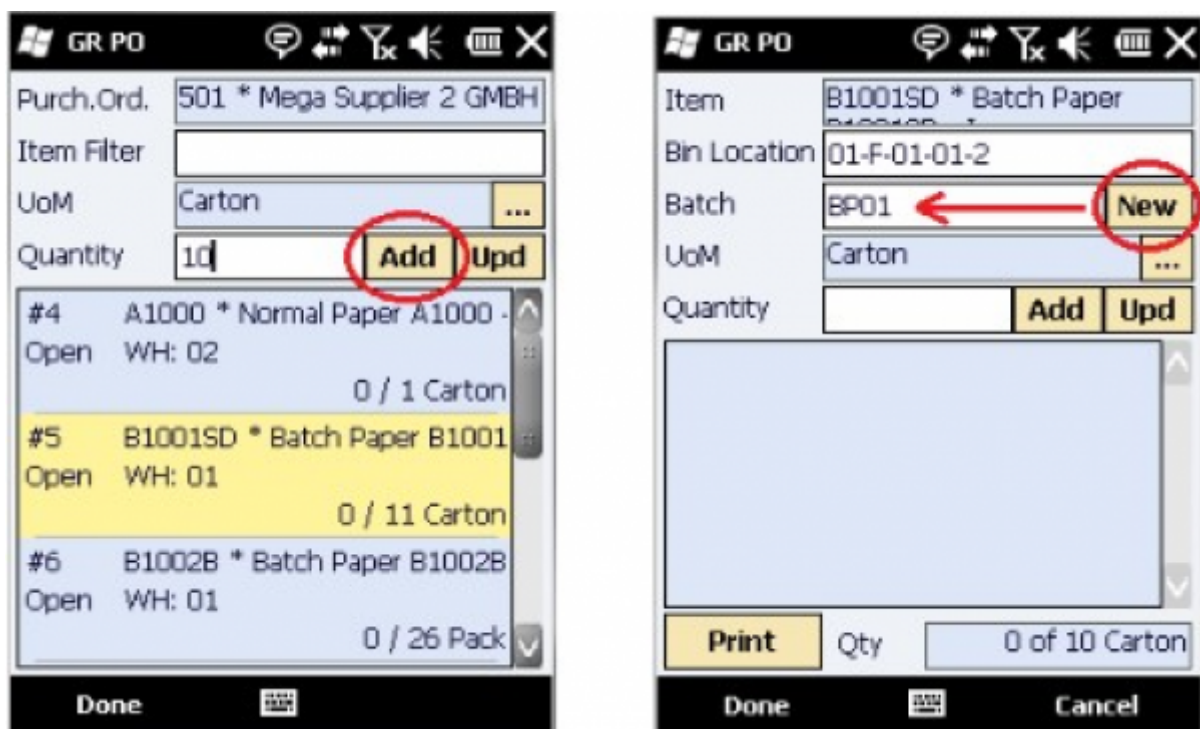 GR PO
Purch.Ord. 501 * Mega Supplier 2 GMBH
Item Filter
UoM Carton ...
Quantity 10 Add Upd
#4 A1000 * Normal Paper A1000 -
Open WH: 02
0 / 1 Carton
#5 B1001SD * Batch Paper B1001
Open WH: 01
0 / 11 Carton
#6 B1002B * Batch Paper B1002B
Open WH: 01
0 / 26 Pack
Done
GR PO
Item B1001SD * Batch Paper
Bin Location 01-F-01-01-2
Batch BP01 New
UoM Carton ...
Quantity Add Upd
Print Qty 0 of 10 Carton
Done Cancel